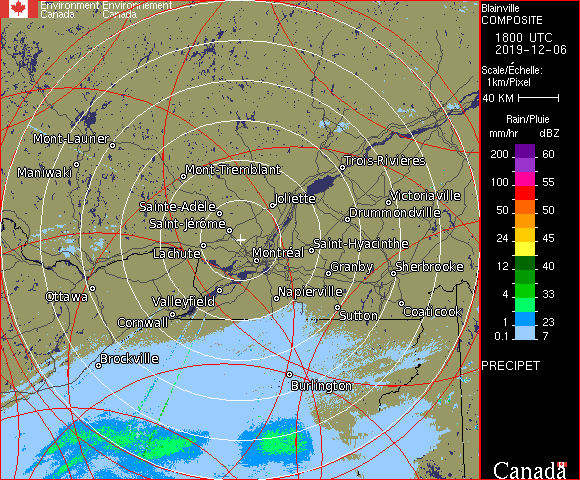 Environment Environnement
Canada Canada
Blainville
COMPOSITE
1800 UTC
2019-12-06
Scale/Échelle:
1km/Pixel
40 KM
Rain/Pluie
mm/hr dBZ
200 60
100 55
50 50
24 45
12 40
4 33
1 23
0.1 7
PRECIPET
Canada
Mont-Laurier
Maniwaki
Mont-Tremblant
Trois-Rivières
Sainte-Adèle
Joliette
Victoriaville
Saint-Jérôme
Drummondville
Lachute
Montréal
Saint-Hyacinthe
Granby
Sherbrooke
Ottawa
Valleyfield
Napierville
Cornwall
Sutton
Coaticook
Brockville
Burlington